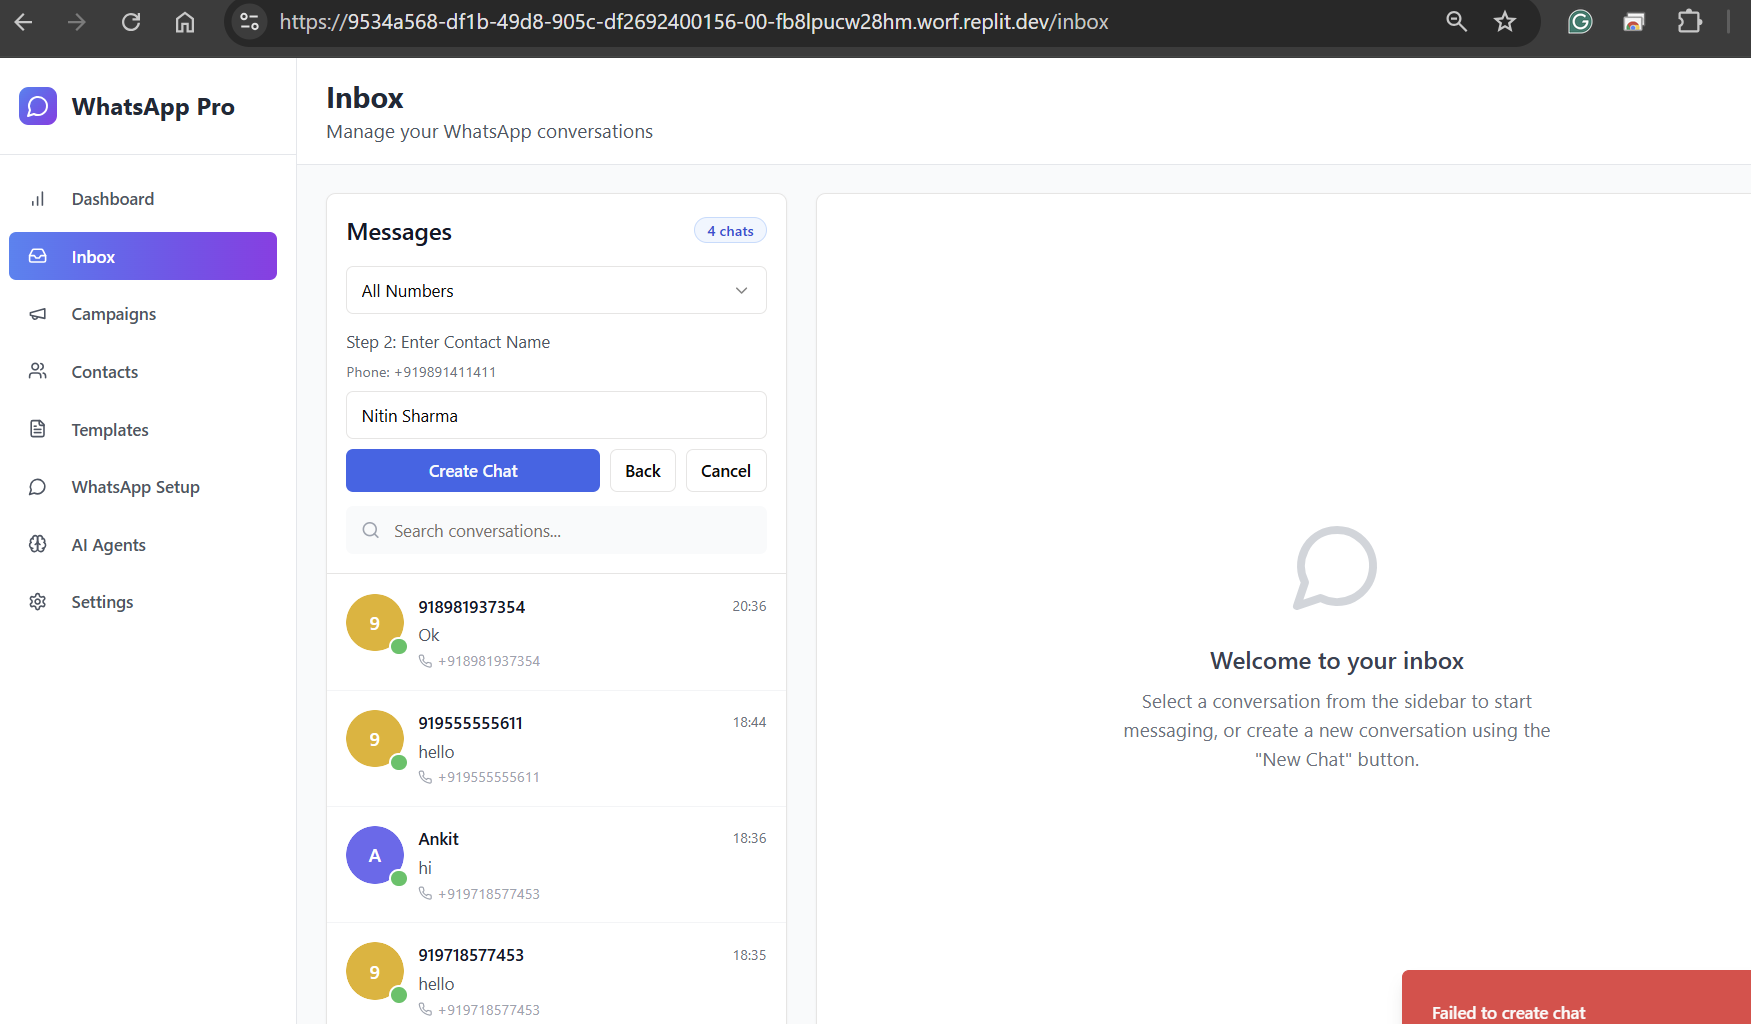 https://9534a568-df1b-49d8-905c-df2692400156-00-fb8lpucw28hm.worf.replit.dev/inbox
WhatsApp Pro
Dashboard
Inbox
Campaigns
Contacts
Templates
WhatsApp Setup
AI Agents
Settings
Inbox
Manage your WhatsApp conversations
Messages
4 chats
All Numbers
Step 2: Enter Contact Name
Phone: +919891411411
Nitin Sharma
Create Chat
Back
Cancel
Search conversations...
9
918981937354
20:36
Ok
+918981937354
9
919555555611
18:44
hello
+919555555611
A
Ankit
18:36
hi
+919718577453
9
919718577453
18:35
hello
+919718577453
Welcome to your inbox
Select a conversation from the sidebar to start
messaging, or create a new conversation using the
"New Chat" button.
Failed to create chat